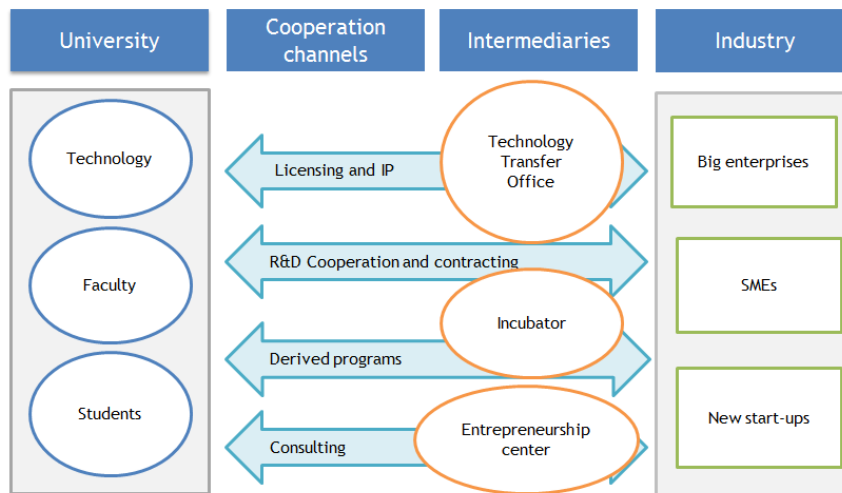 University
Cooperation
channels
Intermediaries
Industry
Technology
Licensing and IP
Technology
Transfer
Office
Big enterprises
R&D Cooperation and contracting
Faculty
SMEs
Incubator
Derived programs
Students
New start-ups
Consulting
Entrepreneurship
center